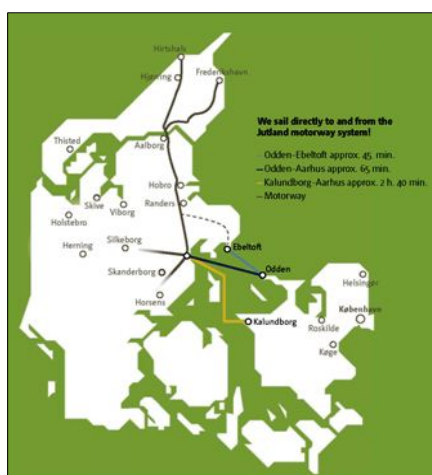 Hirtshals
Hjørring
Frederikshavn
We sail directly to and from the
Jutland motorway system!
Thisted
Aalborg
Odden-Ebeltoft approx. 45 min.
Odden-Aarhus approx. 65 min.
Kalundborg-Aarhus approx. 2 h. 40 min.
Motorway
Hobro
Skive
Viborg
Randers
Holstebro
Silkeborg
Herning
Ebeltoft
Skanderborg
Odden
Helsingør
Horsens
København
Kalundborg
Roskilde
Køge